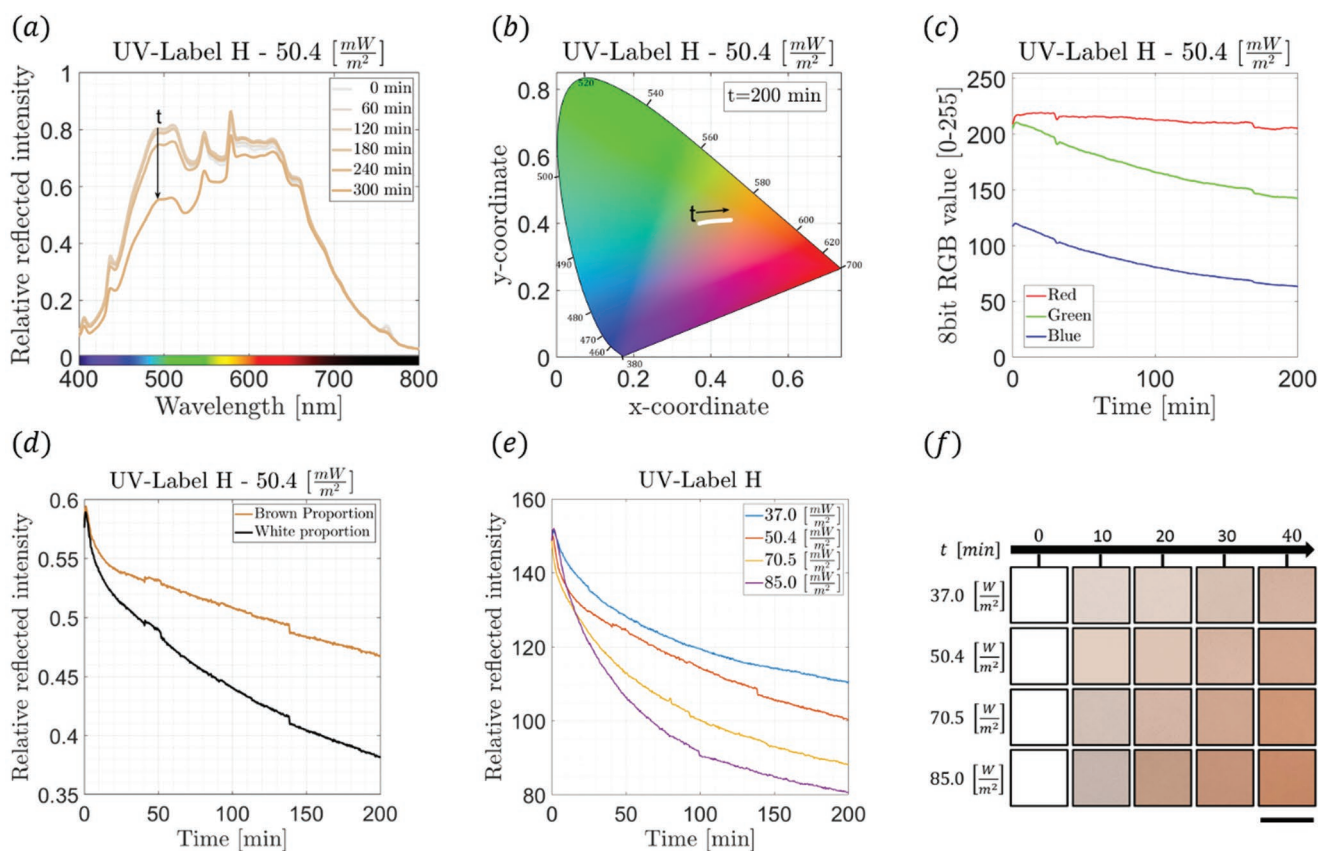 (a)
UV-Label H - 50.4 [mW/m²]
Relative reflected intensity
1
0.8
0.6
0.4
0.2
0
t
0 min
60 min
120 min
180 min
240 min
300 min
400 500 600 700 800
Wavelength [nm]
(b)
UV-Label H - 50.4 [mW/m²]
t=200 min
y-coordinate
0.8
0.6
0.4
0.2
0
520
540
560
580
600
620
700
500
490
480
470
460
380
t
0 0.2 0.4 0.6
x-coordinate
(c)
UV-Label H - 50.4 [mW/m²]
8bit RGB value [0-255]
250
200
150
100
50
0
Red
Green
Blue
0 100 200
Time [min]
(d)
UV-Label H - 50.4 [mW/m²]
Relative reflected intensity
0.6
0.55
0.5
0.45
0.4
0.35
Brown Proportion
White proportion
0 50 100 150 200
Time [min]
(e)
UV-Label H
Relative reflected intensity
160
140
120
100
80
37.0 [mW/m²]
50.4 [mW/m²]
70.5 [mW/m²]
85.0 [mW/m²]
0 50 100 150 200
Time [min]
(f)
0 10 20 30 40
t [min]
37.0 [W/m²]
50.4 [W/m²]
70.5 [W/m²]
85.0 [W/m²]